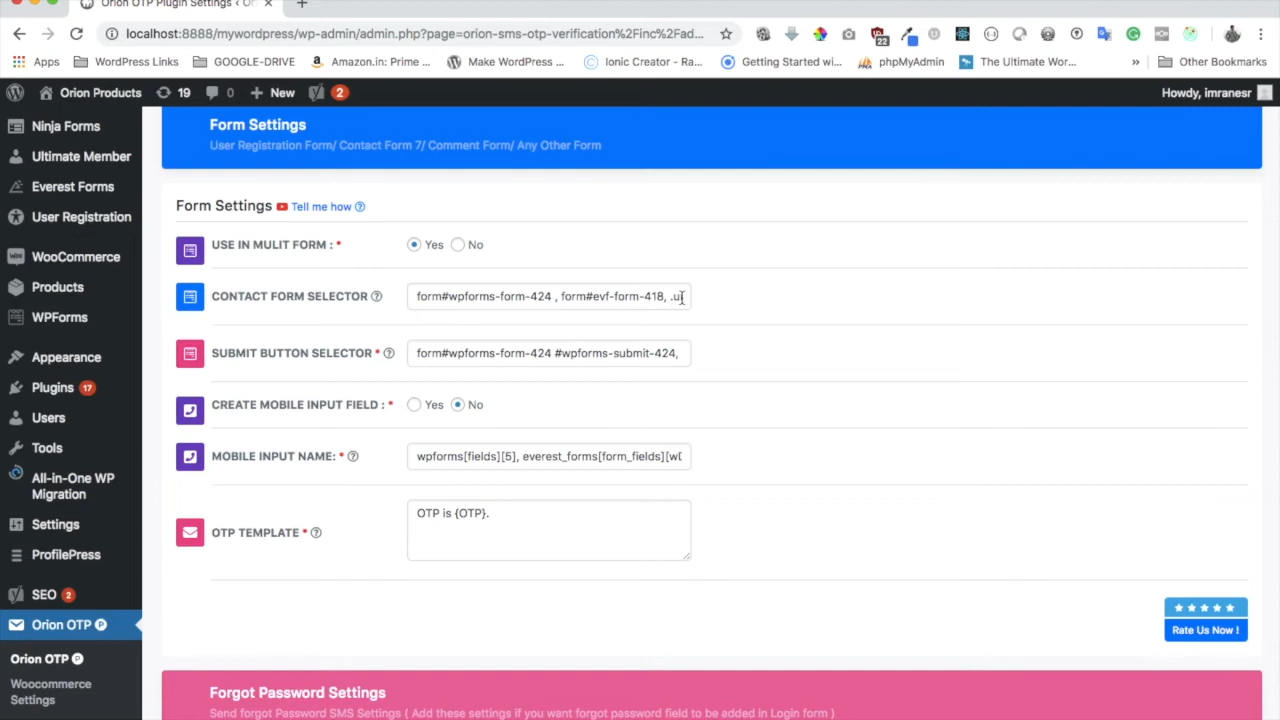 Orion OTP Plugin Settings ‹ Or
localhost:8888/mywordpress/wp-admin/admin.php?page=orion-sms-otp-verification%2Finc%2Fad...
22
Apps WordPress Links GOOGLE-DRIVE Amazon.in: Prime ... Make WordPress ... Ionic Creator - Ra... Getting Started wi... phpMyAdmin The Ultimate Wor... » Other Bookmarks
Orion Products 19 0 + New 2 Howdy, imranesr
Ninja Forms
Ultimate Member
Everest Forms
User Registration
WooCommerce
Products
WPForms
Appearance
Plugins 17
Users
Tools
All-in-One WP
Migration
Settings
ProfilePress
SEO 2
Orion OTP P
Orion OTP P
Woocommerce
Settings
Form Settings
User Registration Form/ Contact Form 7/ Comment Form/ Any Other Form
Form Settings Tell me how ?
USE IN MULIT FORM : * Yes No
CONTACT FORM SELECTOR ? form#wpforms-form-424 , form#evf-form-418, .u
SUBMIT BUTTON SELECTOR * ? form#wpforms-form-424 #wpforms-submit-424,
CREATE MOBILE INPUT FIELD : * Yes No
MOBILE INPUT NAME: * ? wpforms[fields][5], everest_forms[form_fields][w
OTP TEMPLATE * ? OTP is {OTP}.
Rate Us Now !
Forgot Password Settings
Send forgot Password SMS Settings ( Add these settings if you want forgot password field to be added in Login form )